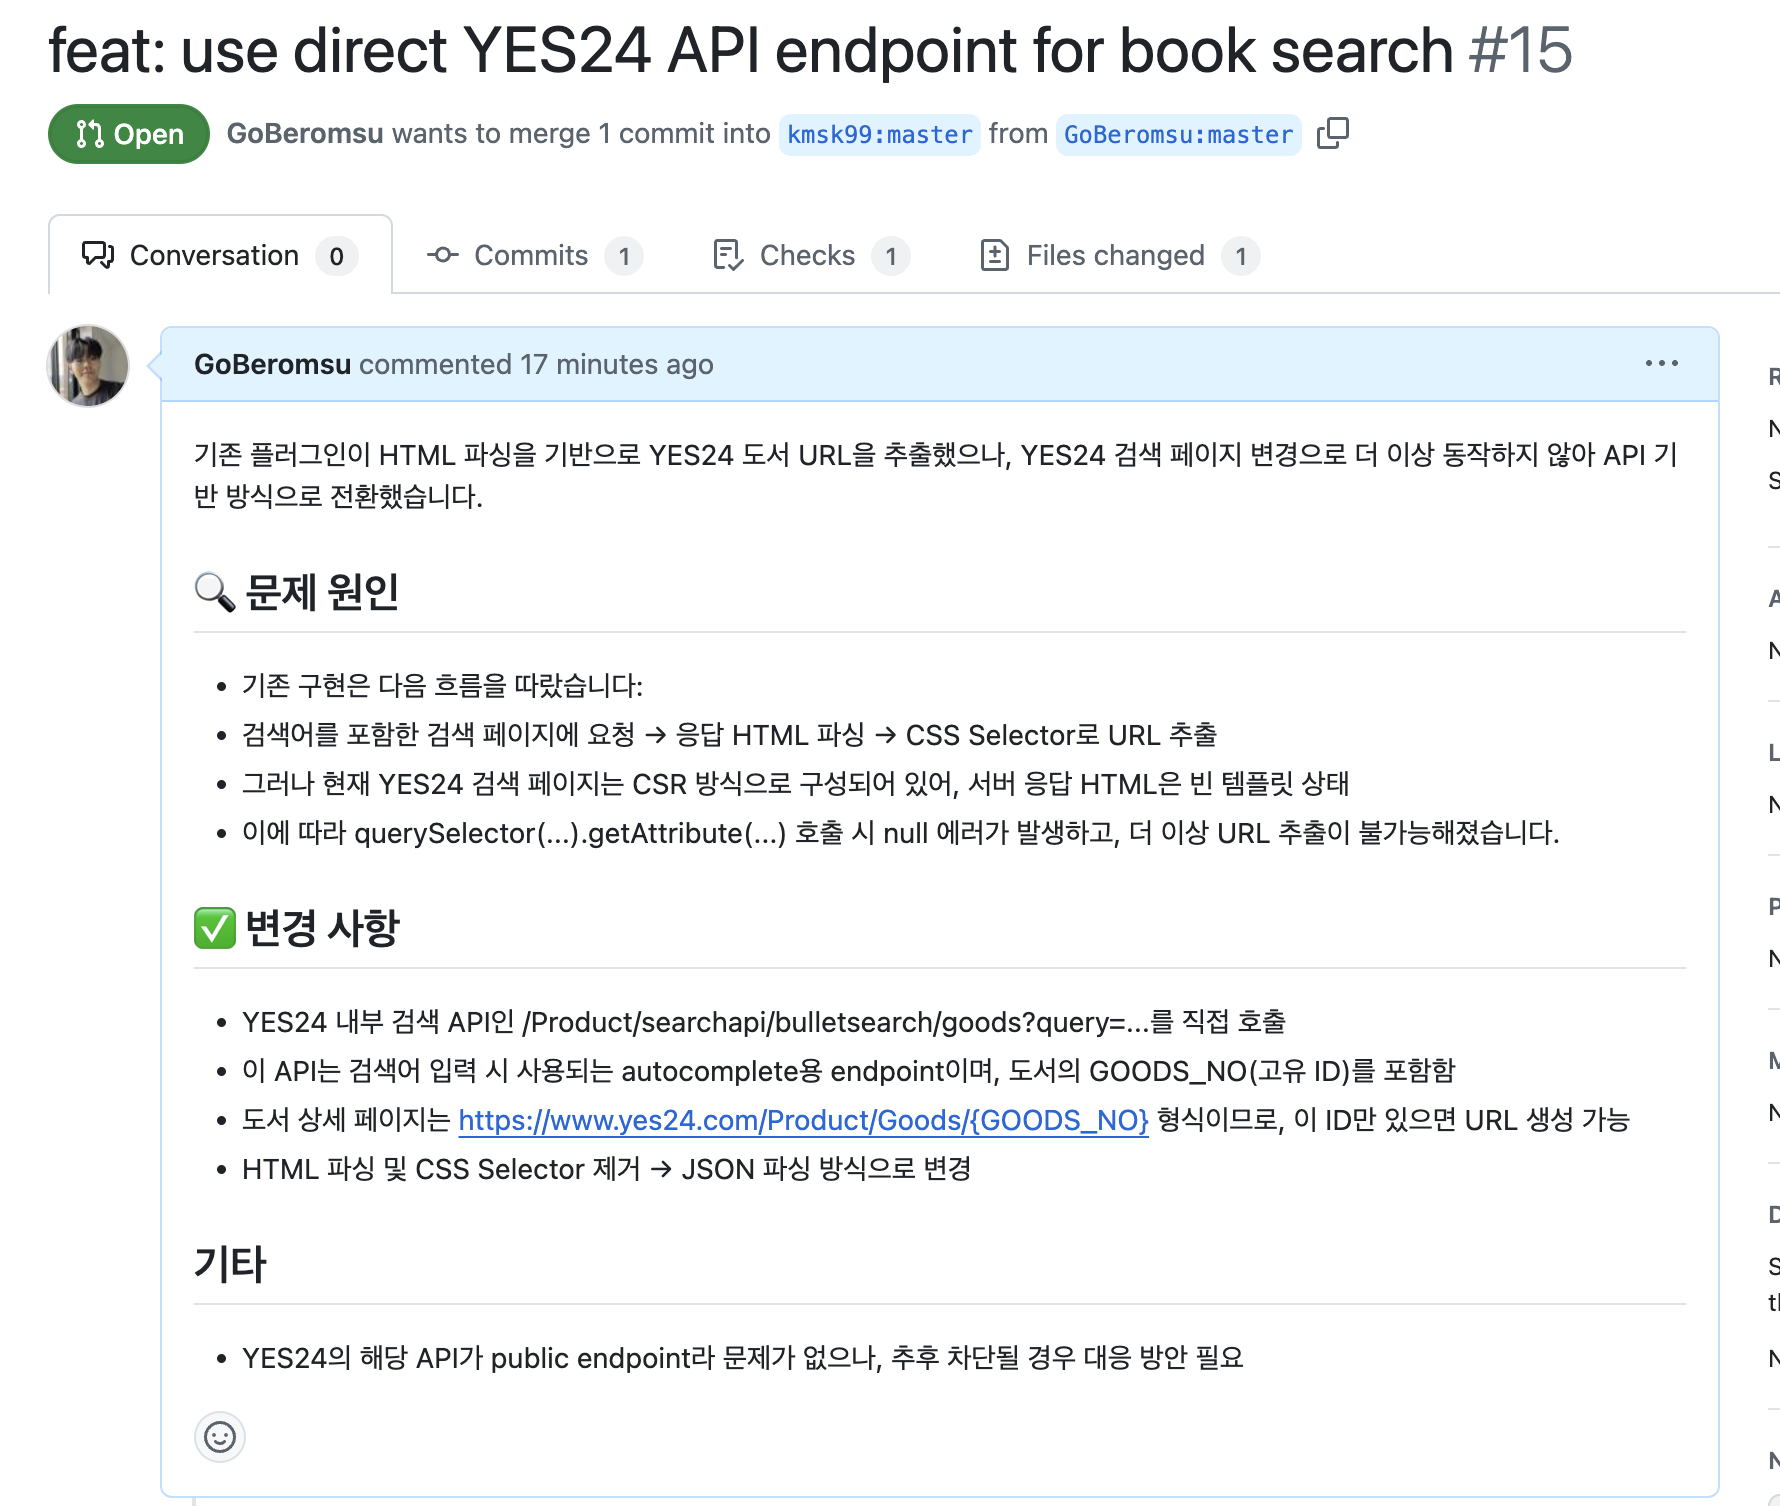 feat: use direct YES24 API endpoint for book search #15
Open GoBeromsu wants to merge 1 commit into kmsk99:master from GoBeromsu:master
Conversation 0 Commits 1 Checks 1 Files changed 1
GoBeromsu commented 17 minutes ago
기존 플러그인이 HTML 파싱을 기반으로 YES24 도서 URL을 추출했으나, YES24 검색 페이지 변경으로 더 이상 동작하지 않아 API 기
반 방식으로 전환했습니다.
🔍 문제 원인
• 기존 구현은 다음 흐름을 따랐습니다:
• 검색어를 포함한 검색 페이지에 요청 → 응답 HTML 파싱 → CSS Selector로 URL 추출
• 그러나 현재 YES24 검색 페이지는 CSR 방식으로 구성되어 있어, 서버 응답 HTML은 빈 템플릿 상태
• 이에 따라 querySelector(...).getAttribute(...) 호출 시 null 에러가 발생하고, 더 이상 URL 추출이 불가능해졌습니다.
✅ 변경 사항
• YES24 내부 검색 API인 /Product/searchapi/bulletsearch/goods?query=...를 직접 호출
• 이 API는 검색어 입력 시 사용되는 autocomplete용 endpoint이며, 도서의 GOODS_NO(고유 ID)를 포함함
• 도서 상세 페이지는 https://www.yes24.com/Product/Goods/{GOODS_NO} 형식이므로, 이 ID만 있으면 URL 생성 가능
• HTML 파싱 및 CSS Selector 제거 → JSON 파싱 방식으로 변경
기타
• YES24의 해당 API가 public endpoint라 문제가 없으나, 추후 차단될 경우 대응 방안 필요